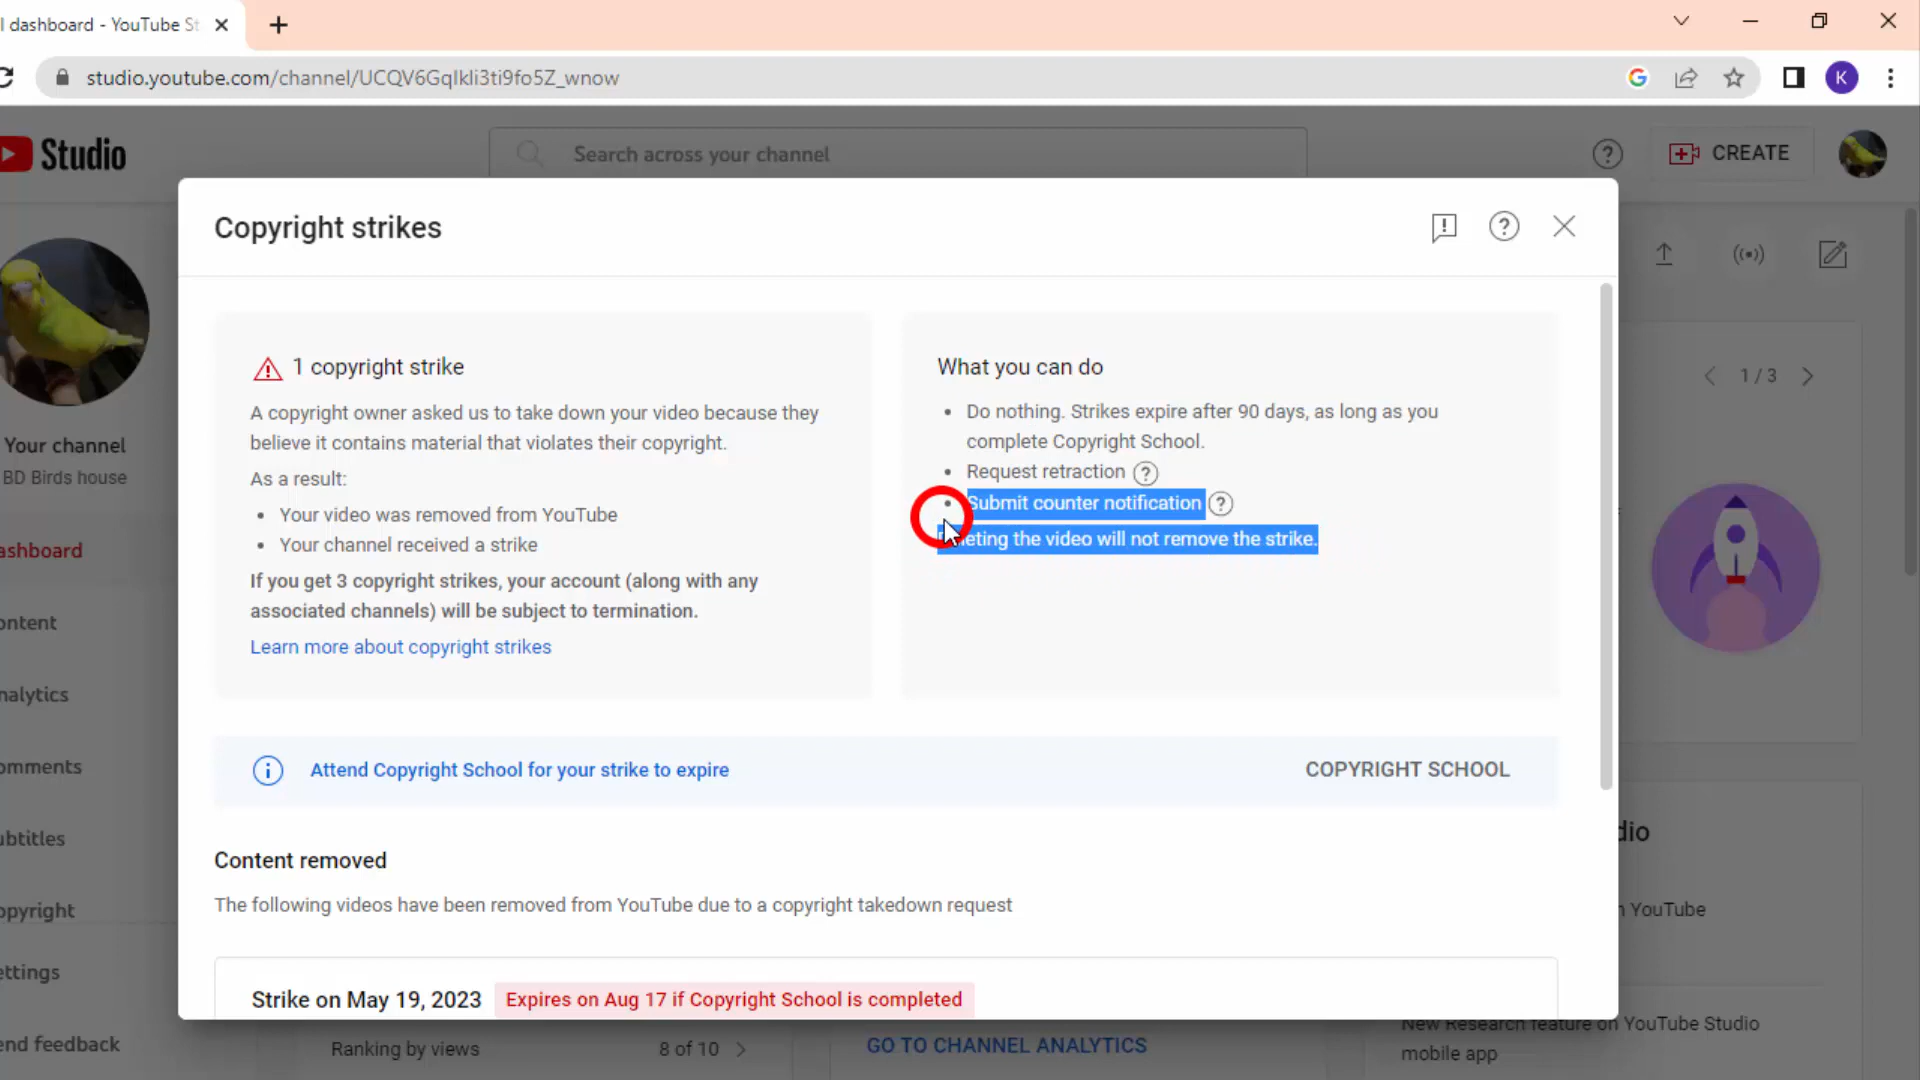 l dashboard - YouTube St
studio.youtube.com/channel/UCQV6Gqlkli3ti9fo5Z_wnow
K
Studio
Search across your channel
CREATE
Copyright strikes
1 copyright strike
A copyright owner asked us to take down your video because they
believe it contains material that violates their copyright.
As a result:
• Your video was removed from YouTube
• Your channel received a strike
If you get 3 copyright strikes, your account (along with any
associated channels) will be subject to termination.
Learn more about copyright strikes
What you can do
• Do nothing. Strikes expire after 90 days, as long as you
complete Copyright School.
• Request retraction
• Submit counter notification
eting the video will not remove the strike.
1 / 3
Your channel
BD Birds house
ashboard
ontent
nalytics
omments
ubtitles
opyright
ettings
end feedback
Attend Copyright School for your strike to expire
COPYRIGHT SCHOOL
Content removed
The following videos have been removed from YouTube due to a copyright takedown request
Strike on May 19, 2023
Expires on Aug 17 if Copyright School is completed
dio
n YouTube
Ranking by views
8 of 10
GO TO CHANNEL ANALYTICS
New Research feature on YouTube Studio
mobile app